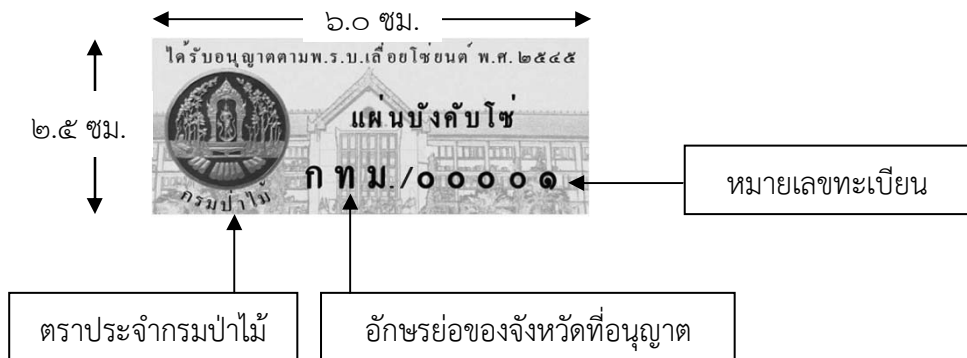 ๖.๐ ซม.
๒.๕ ซม.
ได้รับอนุญาตตามพ.ร.บ.เลื่อยโซ่ยนต์ พ.ศ. ๒๕๔๕
แผ่นบังคับโซ่
ก ท ม./๐๐๐๐๑
กรมป่าไม้
หมายเลขทะเบียน
ตราประจำกรมป่าไม้
อักษรย่อของจังหวัดที่อนุญาต